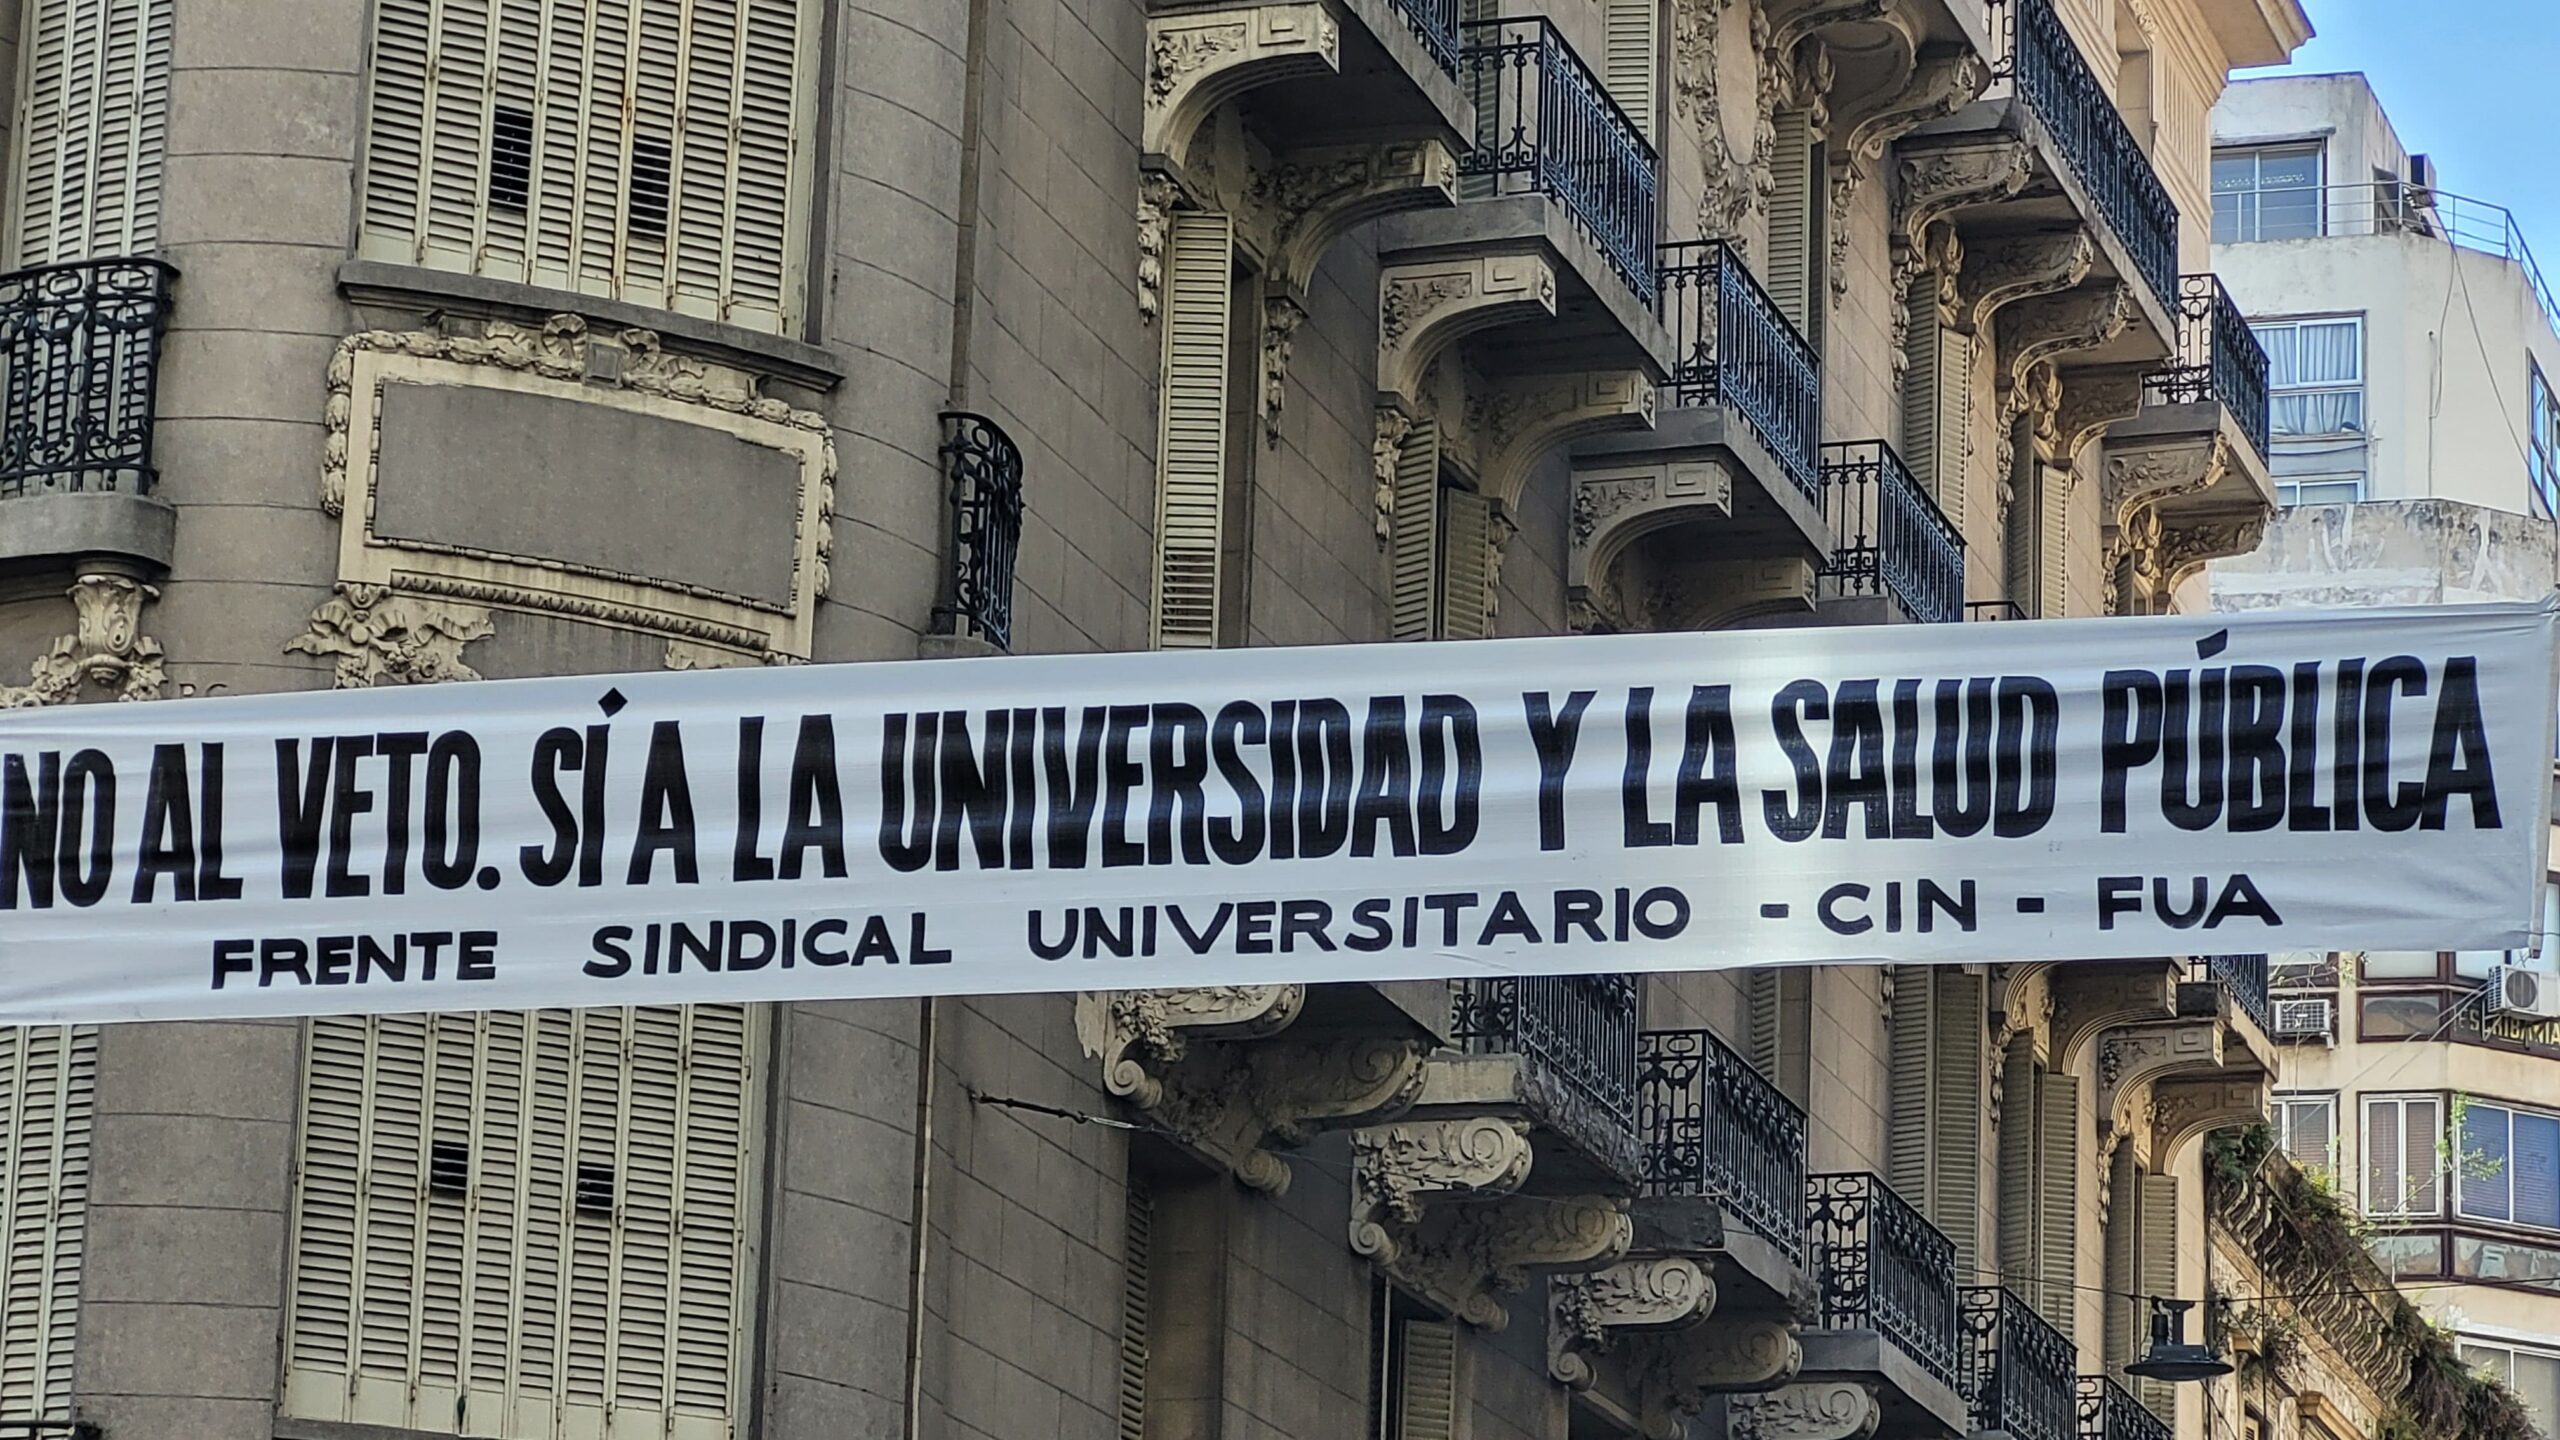 NO AL VETO. SÍ A LA UNIVERSIDAD Y LA SALUD PÚBLICA
FRENTE SINDICAL UNIVERSITARIO - CIN - FUA